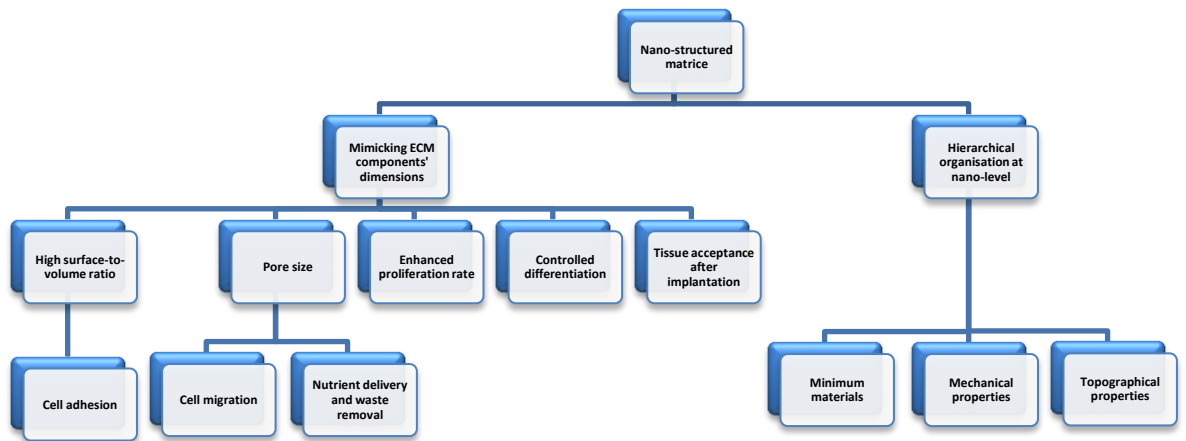 Nano-structured
matrice
Mimicking ECM
components'
dimensions
Hierarchical
organisation at
nano-level
High surface-to-
volume ratio
Pore size
Enhanced
proliferation rate
Controlled
differentiation
Tissue acceptance
after
implantation
Cell adhesion
Cell migration
Nutrient delivery
and waste
removal
Minimum
materials
Mechanical
properties
Topographical
properties